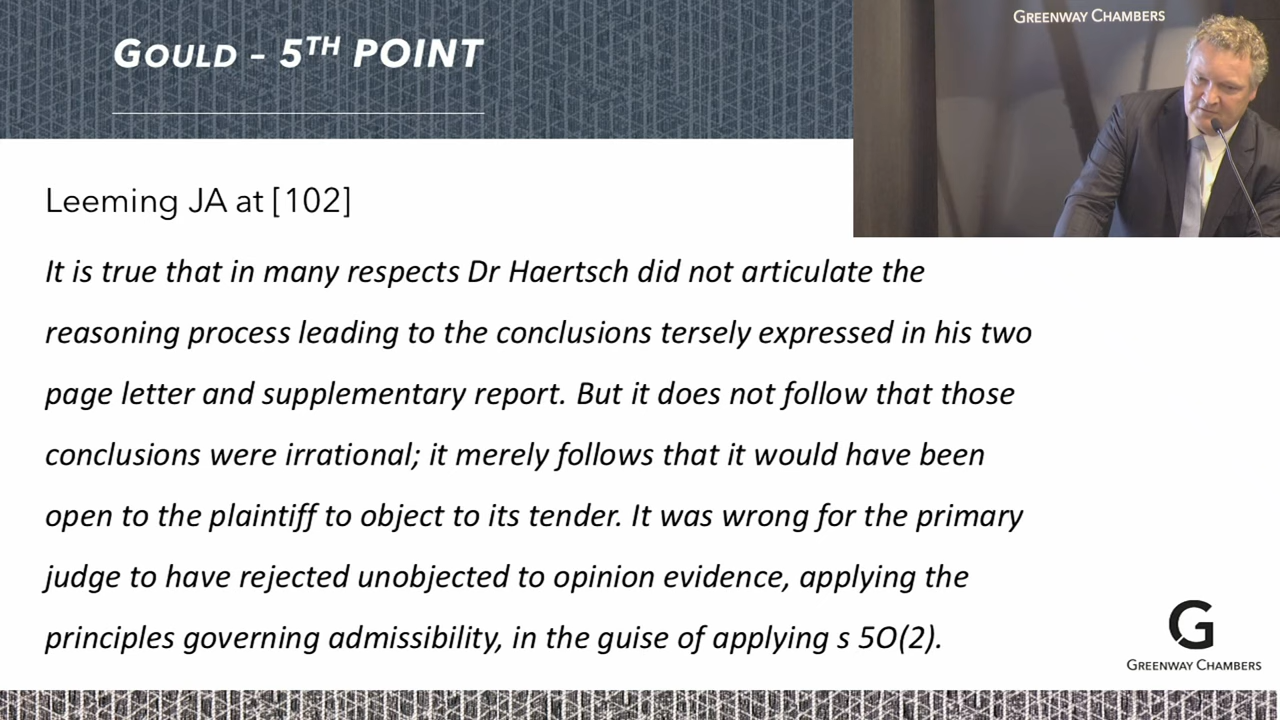 GOULD – 5TH POINT
GREENWAY CHAMBERS
Leeming JA at [102]
It is true that in many respects Dr Haertsch did not articulate the
reasoning process leading to the conclusions tersely expressed in his two
page letter and supplementary report. But it does not follow that those
conclusions were irrational; it merely follows that it would have been
open to the plaintiff to object to its tender. It was wrong for the primary
judge to have rejected unobjected to opinion evidence, applying the
principles governing admissibility, in the guise of applying s 5O(2).
G
GREENWAY CHAMBERS